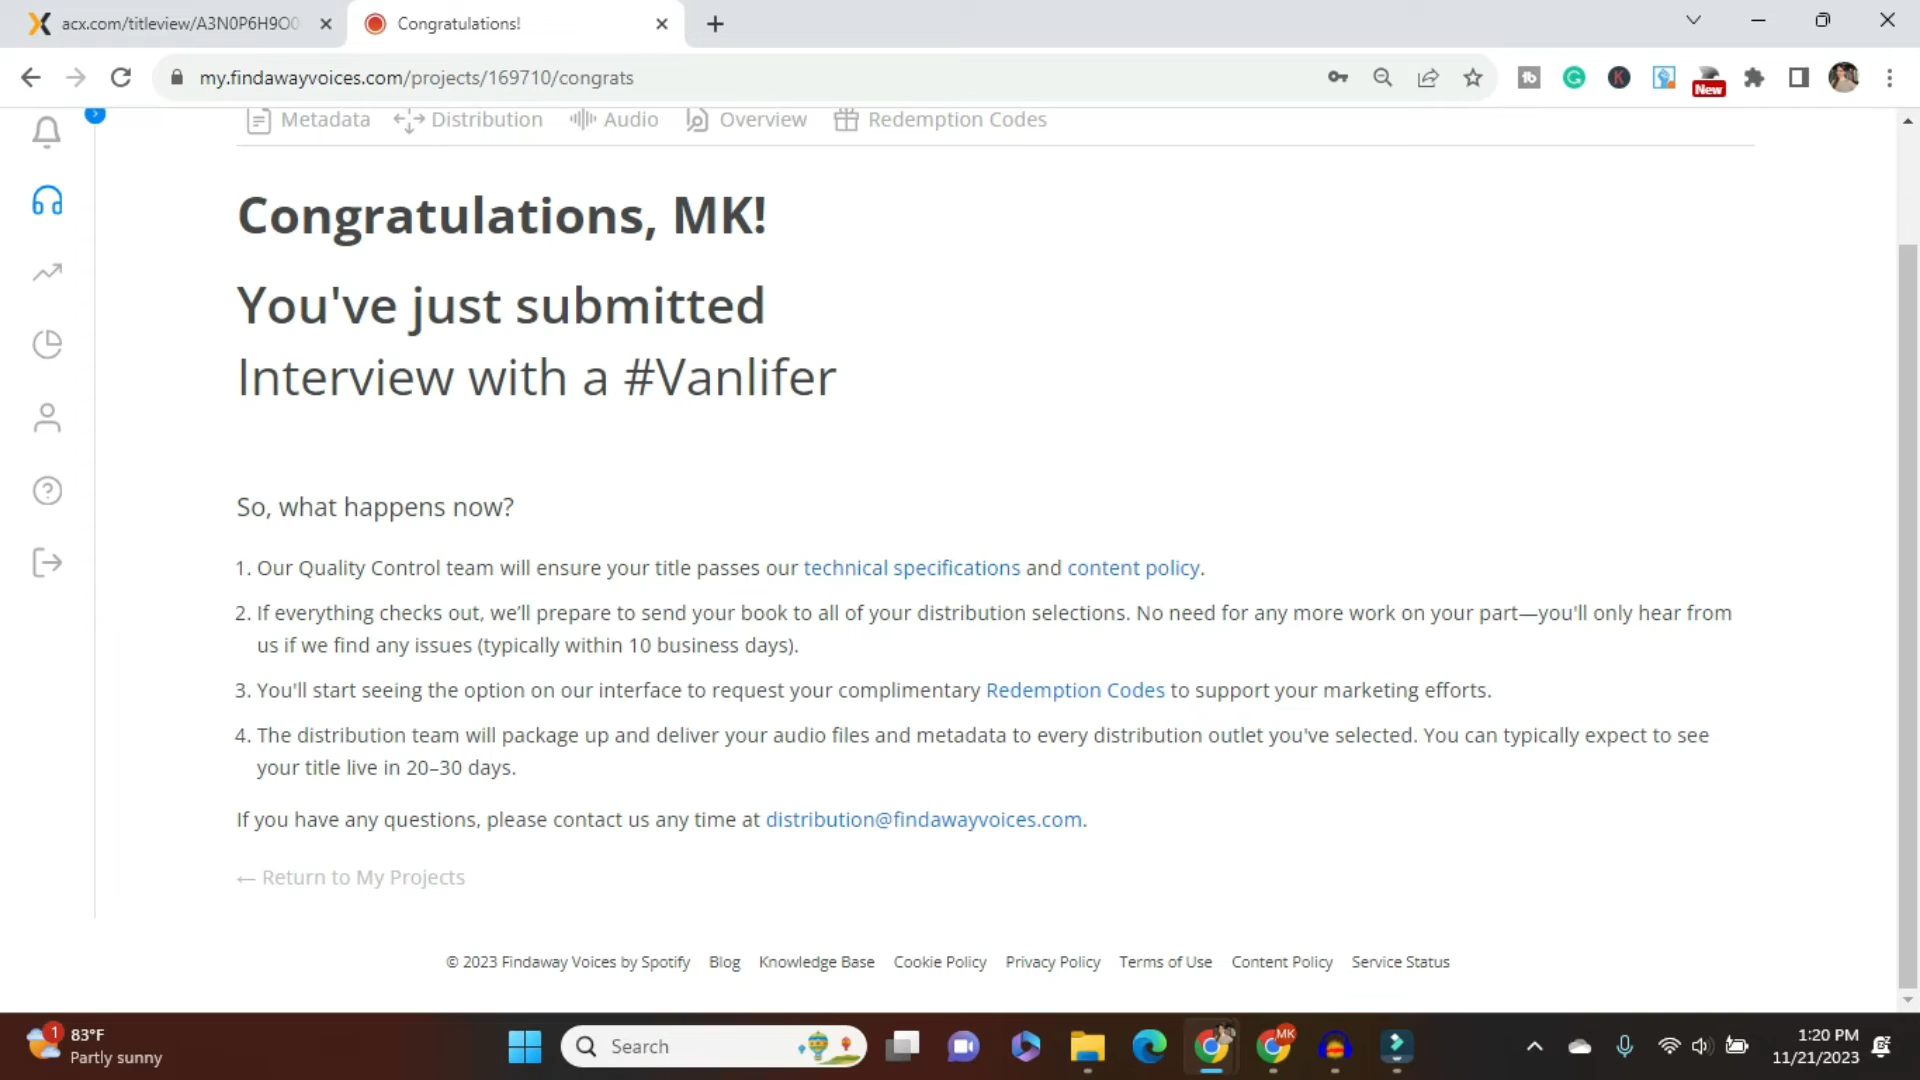 acx.com/titleview/A3N0P6H9O0
Congratulations!
my.findawayvoices.com/projects/169710/congrats
New
Metadata
Distribution
Audio
Overview
Redemption Codes
Congratulations, MK!
You've just submitted
Interview with a #Vanlifer
So, what happens now?
1. Our Quality Control team will ensure your title passes our technical specifications and content policy.
2. If everything checks out, we'll prepare to send your book to all of your distribution selections. No need for any more work on your part—you'll only hear from
us if we find any issues (typically within 10 business days).
3. You'll start seeing the option on our interface to request your complimentary Redemption Codes to support your marketing efforts.
4. The distribution team will package up and deliver your audio files and metadata to every distribution outlet you've selected. You can typically expect to see
your title live in 20–30 days.
If you have any questions, please contact us any time at distribution@findawayvoices.com.
← Return to My Projects
© 2023 Findaway Voices by Spotify Blog Knowledge Base Cookie Policy Privacy Policy Terms of Use Content Policy Service Status
1
83°F
Partly sunny
Search
MK
1:20 PM
11/21/2023